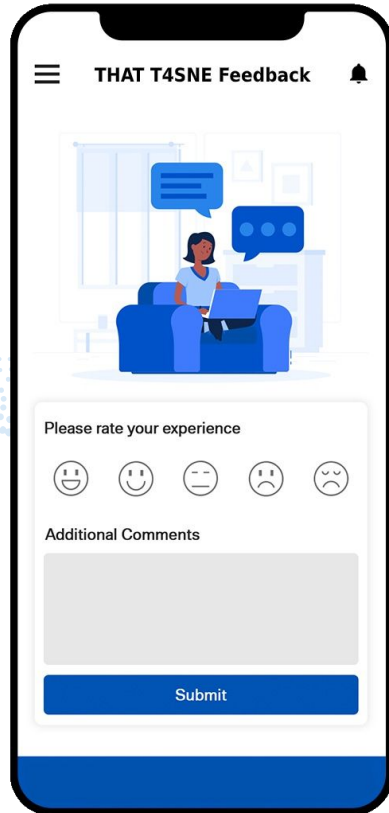 THAT T4SNE Feedback
Please rate your experience
Additional Comments
Submit